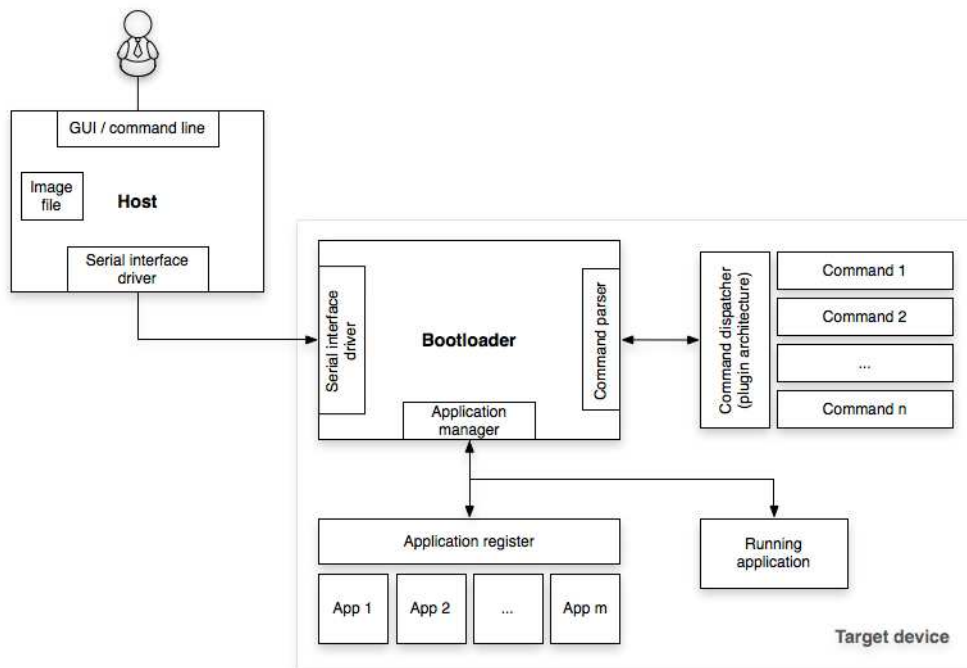 GUI / command line
Image
file
Host
Serial interface
driver
Serial interface
driver
Bootloader
Command parser
Application
manager
Command dispatcher
(plugin architecture)
Command 1
Command 2
...
Command n
Application register
App 1
App 2
...
App m
Running
application
Target device